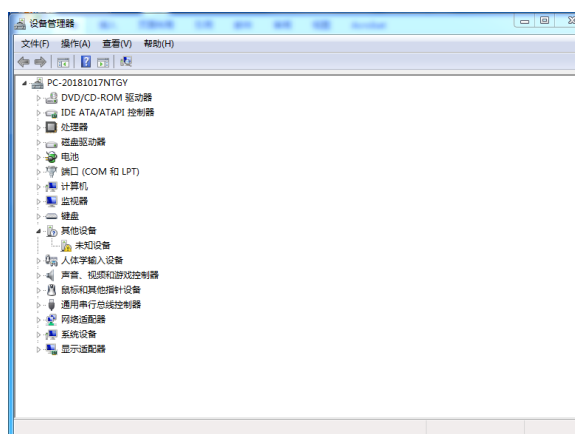 设备管理器
文件(F) 操作(A) 查看(V) 帮助(H)
PC-20181017NTGY
DVD/CD-ROM 驱动器
IDE ATA/ATAPI 控制器
处理器
磁盘驱动器
电池
端口 (COM 和 LPT)
计算机
监视器
键盘
其他设备
未知设备
人体学输入设备
声音、视频和游戏控制器
鼠标和其他指针设备
通用串行总线控制器
网络适配器
系统设备
显示适配器